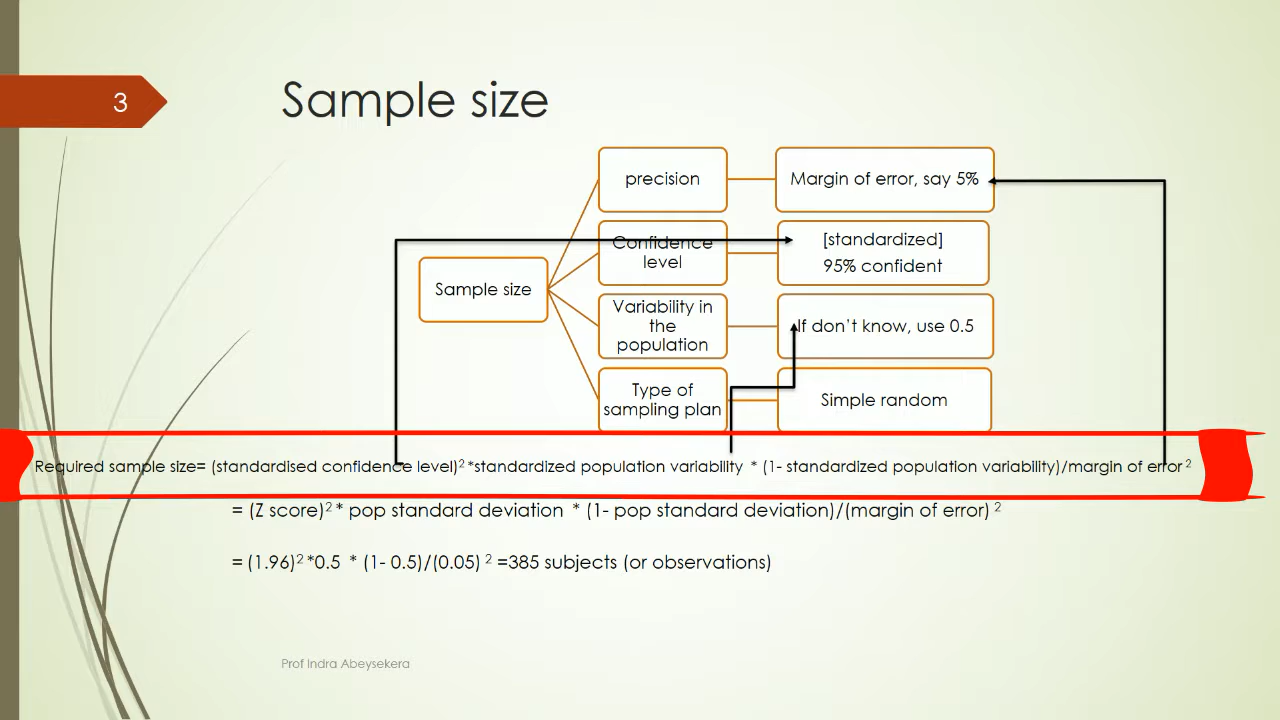 3
Sample size
precision
Margin of error, say 5%
Confidence
level
[standardized]
95% confident
Sample size
Variability in
the
population
If don't know, use 0.5
Type of
sampling plan
Simple random
Required sample size= (standardised confidence level)² *standardized population variability * (1- standardized population variability)/margin of error ²
= (Z score)² * pop standard deviation * (1- pop standard deviation)/(margin of error) ²
= (1.96)² *0.5 * (1- 0.5)/(0.05) ² =385 subjects (or observations)
Prof Indra Abeysekera